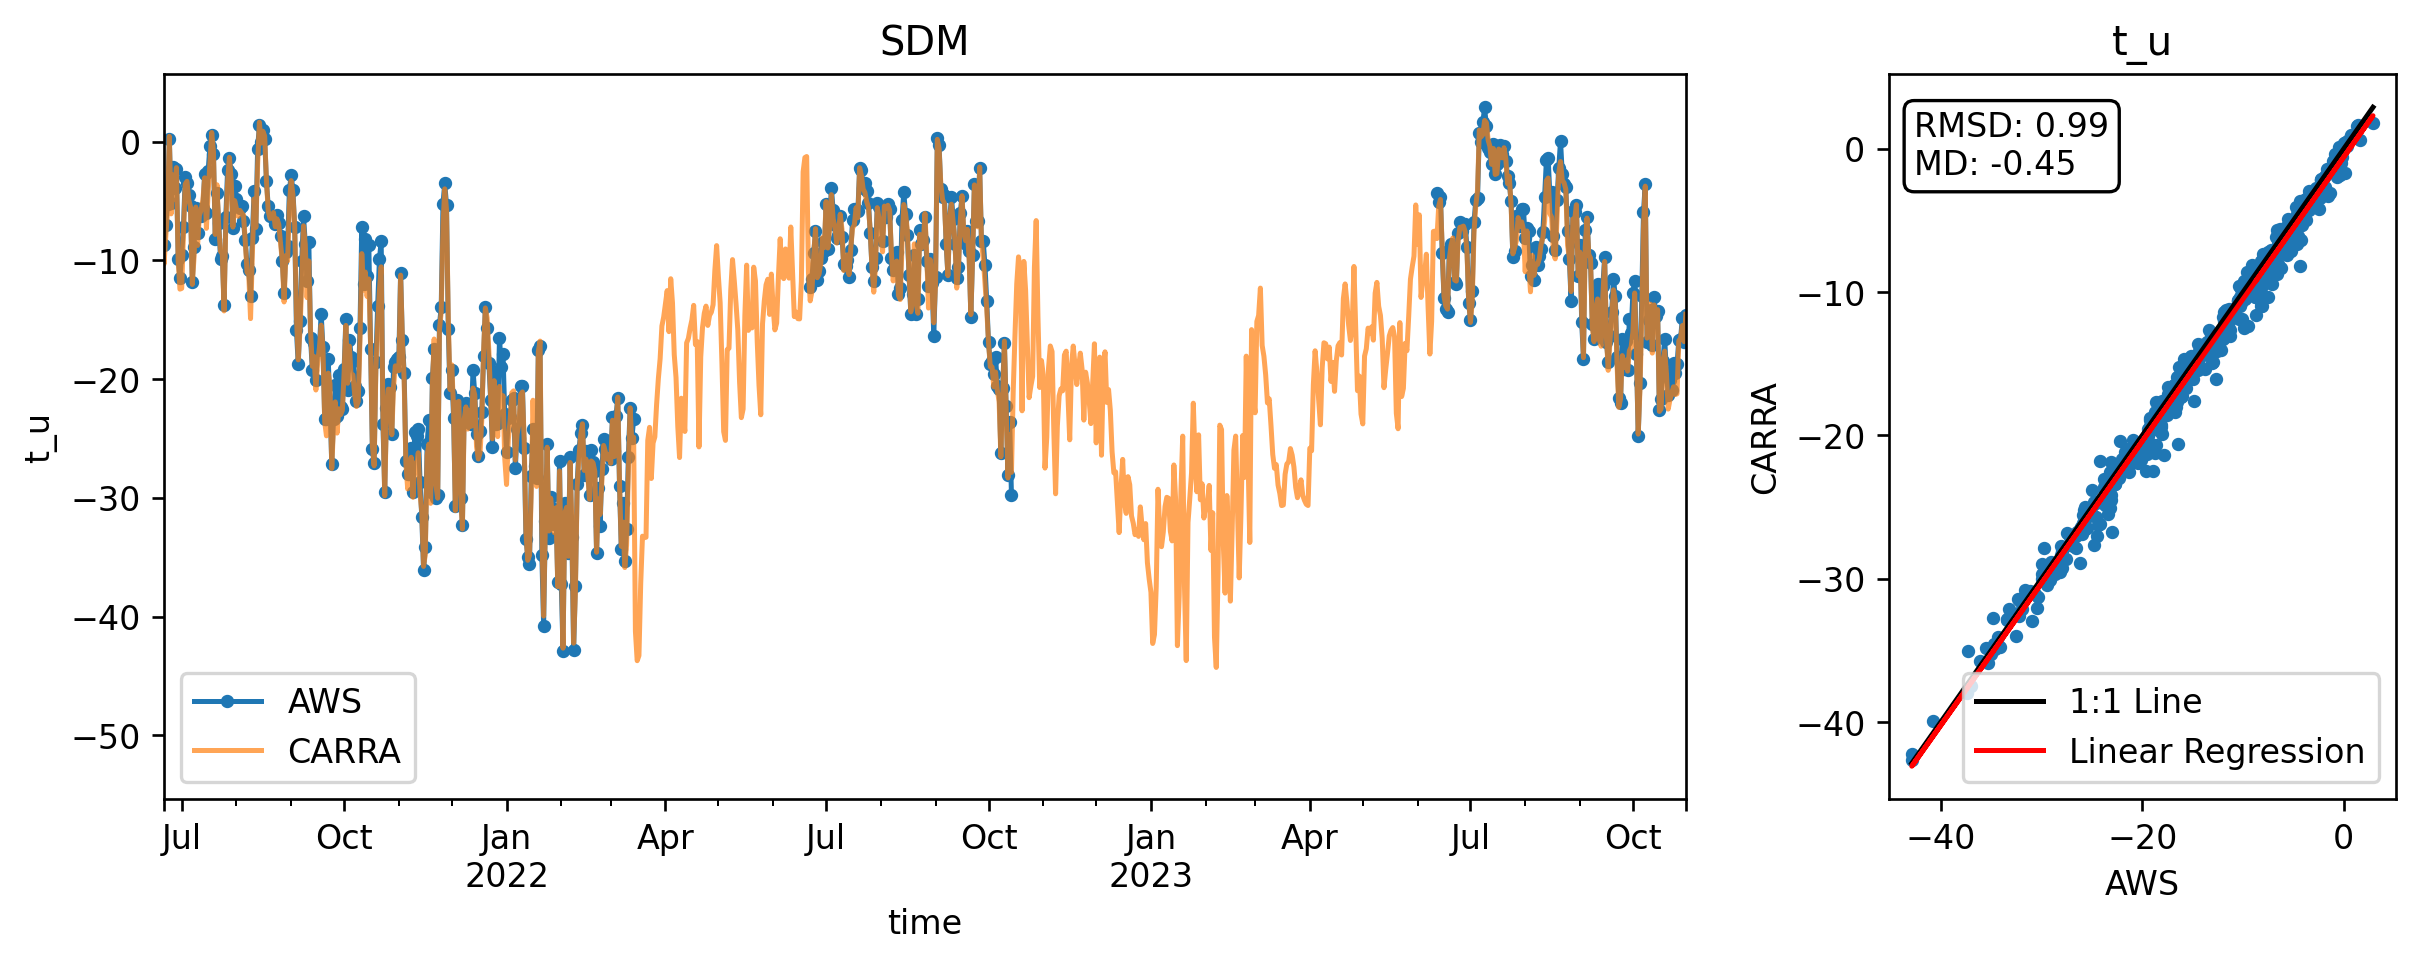 SDM
t_u
0
−10
−20
−30
−40
−50
AWS
CARRA
Jul
Oct
Jan
2022
Apr
Jul
Oct
Jan
2023
Apr
Jul
Oct
time
t_u
RMSD: 0.99
MD: -0.45
CARRA
0
−10
−20
−30
−40
1:1 Line
Linear Regression
−40
−20
0
AWS